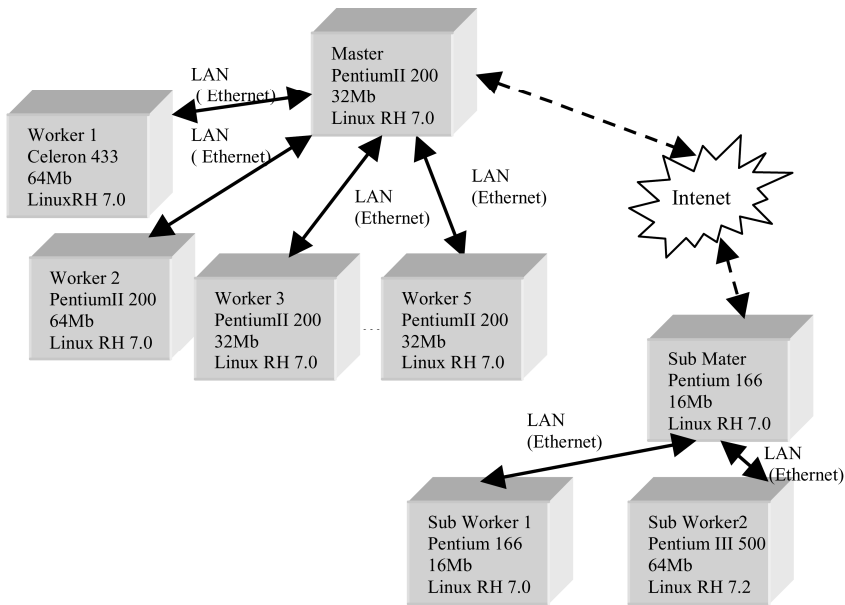 Master
PentiumII 200
32Mb
Linux RH 7.0
LAN
( Ethernet)
Worker 1
Celeron 433
64Mb
LinuxRH 7.0
LAN
( Ethernet)
LAN
(Ethernet)
LAN
(Ethernet)
Intenet
Worker 2
PentiumII 200
64Mb
Linux RH 7.0
Worker 3
PentiumII 200
32Mb
Linux RH 7.0
...
Worker 5
PentiumII 200
32Mb
Linux RH 7.0
Sub Mater
Pentium 166
16Mb
Linux RH 7.0
LAN
(Ethernet)
LAN
(Ethernet)
Sub Worker 1
Pentium 166
16Mb
Linux RH 7.0
Sub Worker2
Pentium III 500
64Mb
Linux RH 7.2